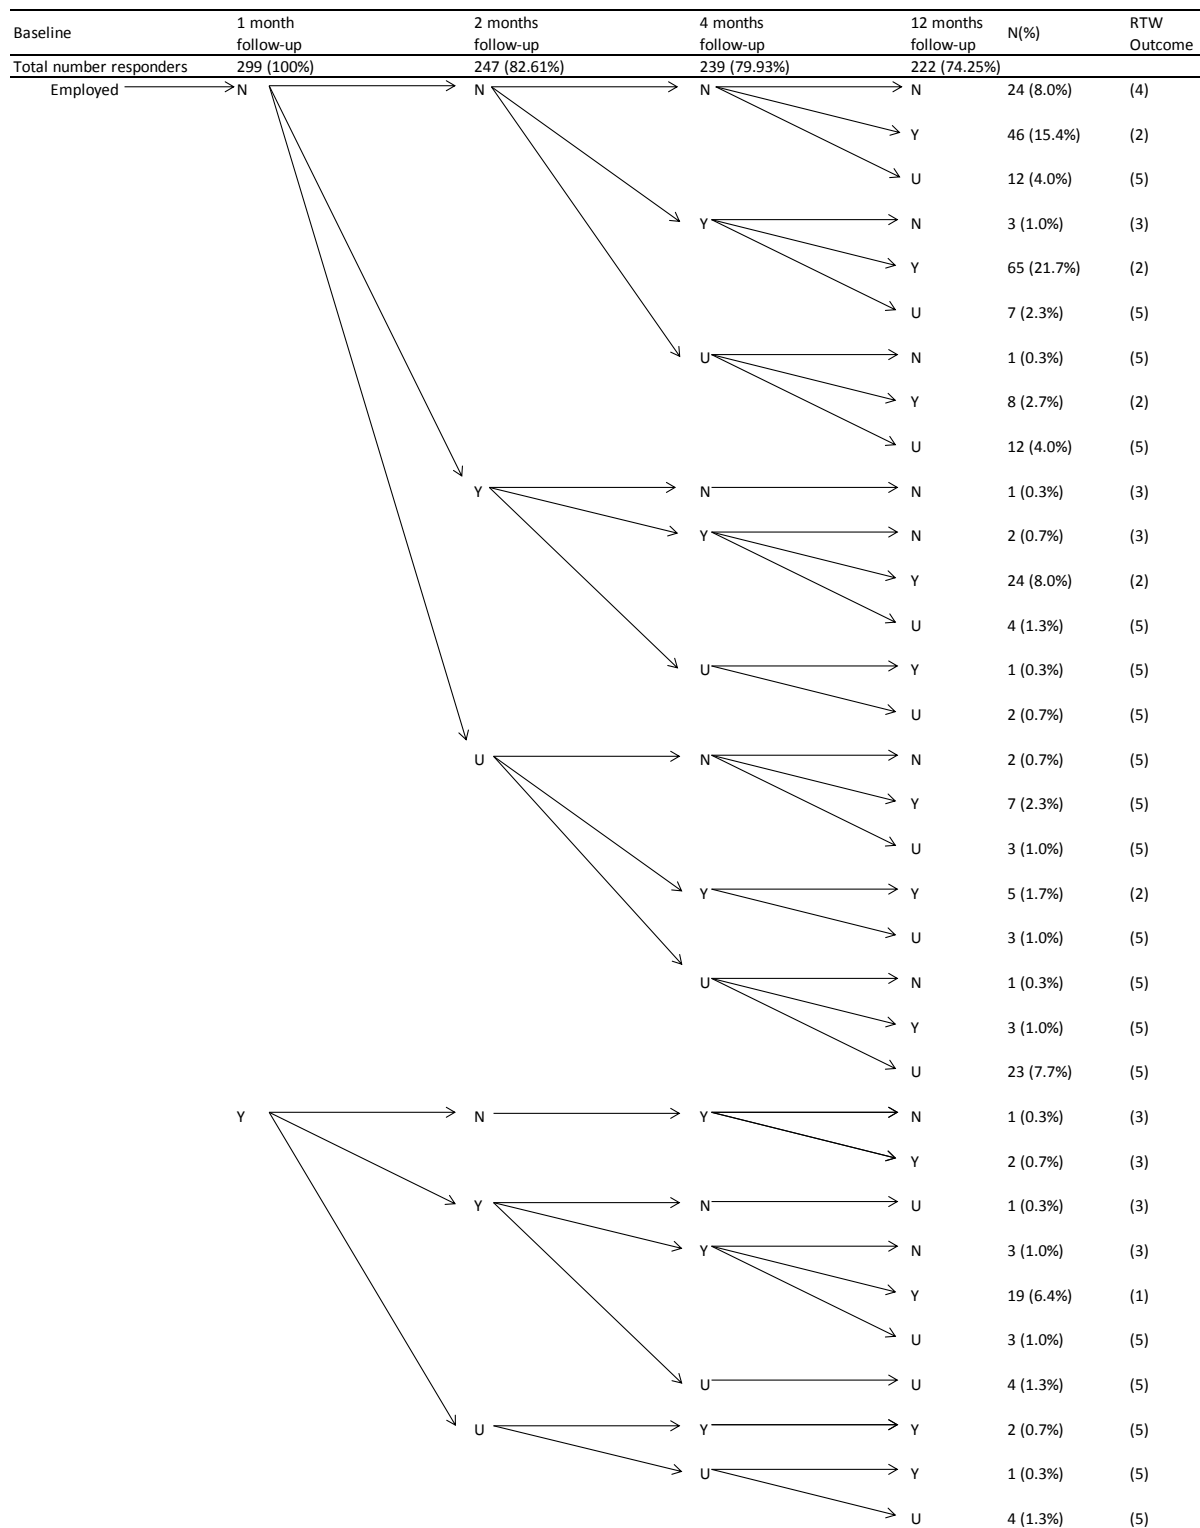 Baseline 1 month follow-up 2 months follow-up 4 months follow-up 12 months follow-up N(%) RTW Outcome
Total number responders 299 (100%) 247 (82.61%) 239 (79.93%) 222 (74.25%)
Employed N N N N 24 (8.0%) (4)
Y 46 (15.4%) (2)
U 12 (4.0%) (5)
Y N 3 (1.0%) (3)
Y 65 (21.7%) (2)
U 7 (2.3%) (5)
U N 1 (0.3%) (5)
Y 8 (2.7%) (2)
U 12 (4.0%) (5)
Y N N 1 (0.3%) (3)
Y N 2 (0.7%) (3)
Y 24 (8.0%) (2)
U 4 (1.3%) (5)
U Y 1 (0.3%) (5)
U 2 (0.7%) (5)
U N N 2 (0.7%) (5)
Y 7 (2.3%) (5)
U 3 (1.0%) (5)
Y Y 5 (1.7%) (2)
U 3 (1.0%) (5)
U N 1 (0.3%) (5)
Y 3 (1.0%) (5)
U 23 (7.7%) (5)
Y N Y N 1 (0.3%) (3)
Y 2 (0.7%) (3)
Y N U 1 (0.3%) (3)
Y N 3 (1.0%) (3)
Y 19 (6.4%) (1)
U 3 (1.0%) (5)
U U 4 (1.3%) (5)
U Y Y 2 (0.7%) (5)
U Y 1 (0.3%) (5)
U 4 (1.3%) (5)